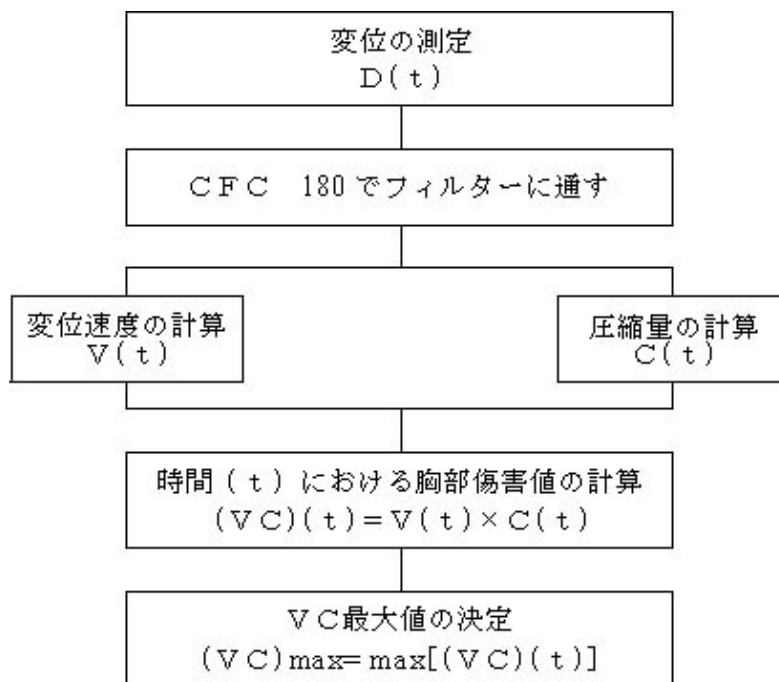 変位の測定
D(t)
CFC 180でフィルターに通す
変位速度の計算
V(t)
圧縮量の計算
C(t)
時間(t)における胸部傷害値の計算
(VC)(t)=V(t)×C(t)
VC最大値の決定
(VC)max=max[(VC)(t)]